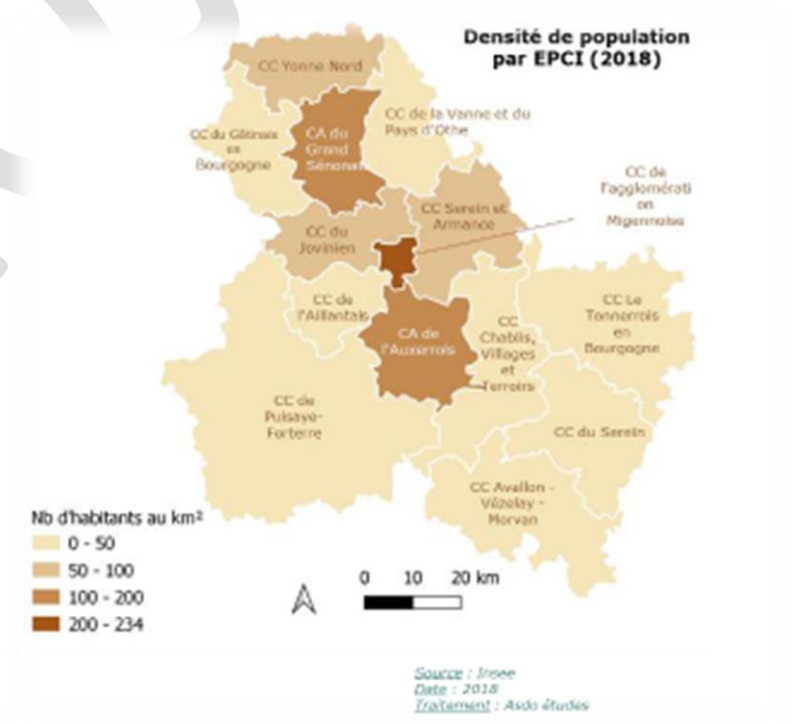 Densité de population
par EPCI (2018)
CC Yonne Nord
CC de la Vanne et du
Pays d'Othe
CC du Gâtinais
en
Bourgogne
CA du
Grand
Sénonais
CC de
l'agglomérati
on
Migennoise
CC Serein et
Armance
CC du
Jovinien
CC de
l'Aillantais
CA de
l'Auxerrois
CC
Chablis,
Villages
et
Terroirs
CC Le
Tonnerrois
en
Bourgogne
CC de
Puisaye-
Forterre
CC du Serein
CC Avallon -
Vézelay -
Morvan
Nb d'habitants au km²
0 - 50
50 - 100
100 - 200
200 - 234
0 10 20 km
Source : Insee
Date : 2018
Traitement : Asdo études